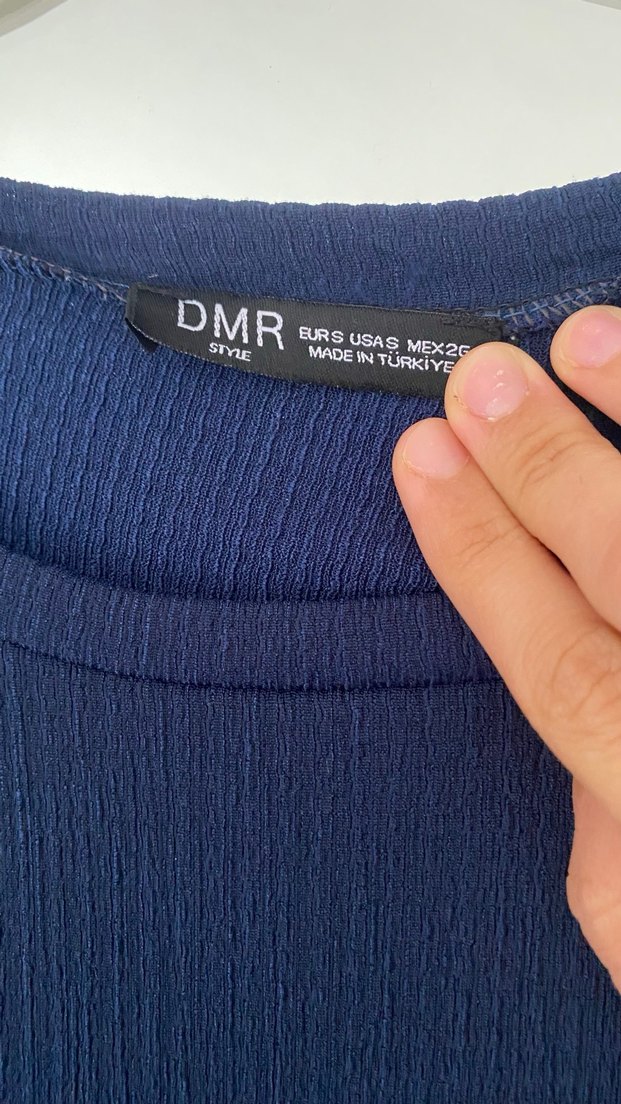 DMR
STYLE
EUR S USA S MEX 26
MADE IN TÜRKİYE